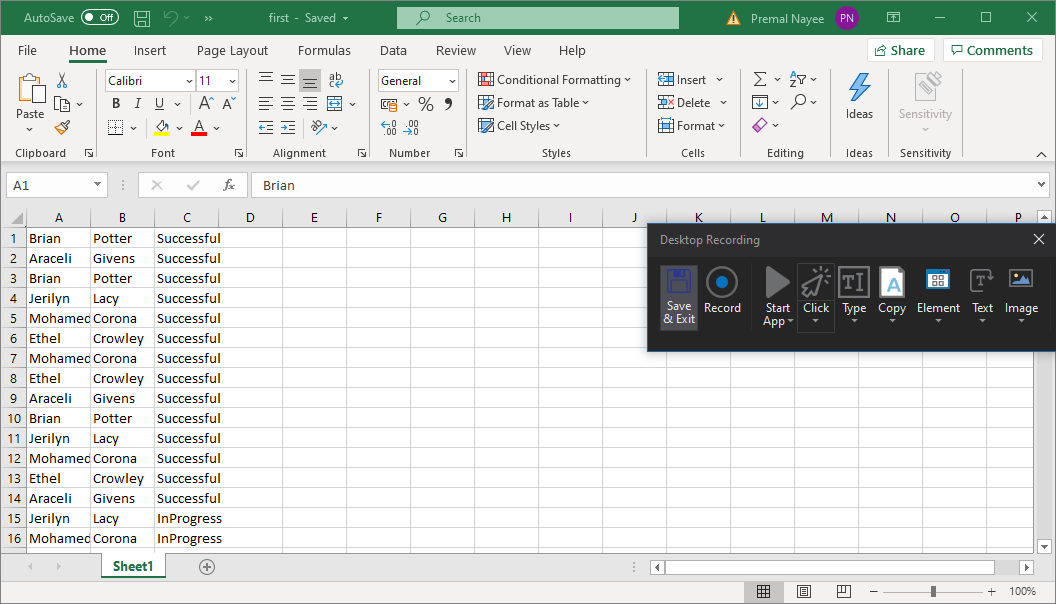 AutoSave Off » first - Saved Search Premal Nayee PN
File Home Insert Page Layout Formulas Data Review View Help Share Comments
Calibri 11 ab c General Conditional Formatting Insert
Paste B I U A A % 9 Format as Table Delete Ideas Sensitivity
A .00 .00 Cell Styles Format
Clipboard Font Alignment Number Styles Cells Editing Ideas Sensitivity
A1 fx Brian
A B C D E F G H I J K L M N O P
1 Brian Potter Successful
2 Araceli Givens Successful
3 Brian Potter Successful
4 Jerilyn Lacy Successful
5 Mohamed Corona Successful
6 Ethel Crowley Successful
7 Mohamed Corona Successful
8 Ethel Crowley Successful
9 Araceli Givens Successful
10 Brian Potter Successful
11 Jerilyn Lacy Successful
12 Mohamed Corona Successful
13 Ethel Crowley Successful
14 Araceli Givens Successful
15 Jerilyn Lacy InProgress
16 Mohamed Corona InProgress
Desktop Recording
Save & Exit Record Start App Click Type Copy Element Text Image
Sheet1
100%